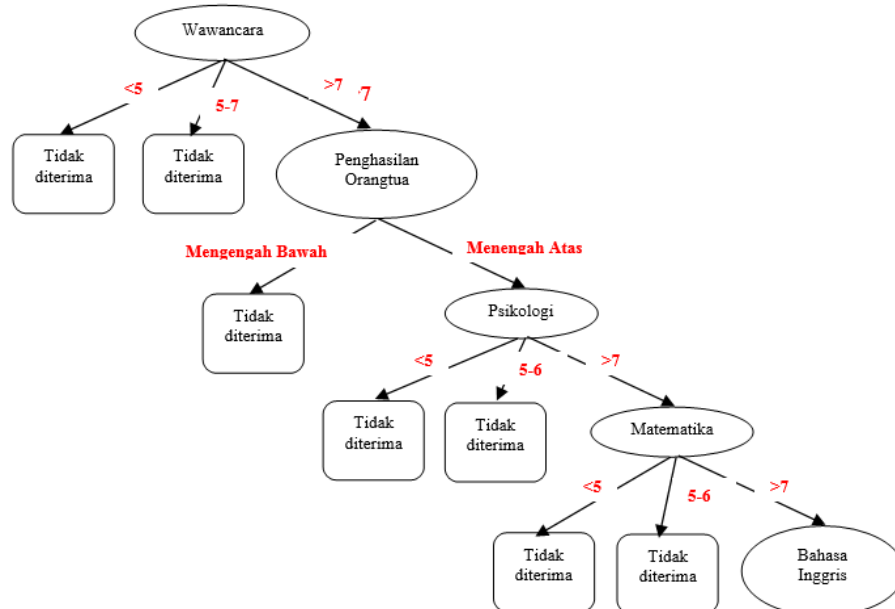 Wawancara
<5
5-7
>7
·7
Tidak
diterima
Tidak
diterima
Penghasilan
Orangtua
Mengengah Bawah
Menengah Atas
Tidak
diterima
Psikologi
<5
5-6
>7
Tidak
diterima
Tidak
diterima
Matematika
<5
5-6
>7
Tidak
diterima
Tidak
diterima
Bahasa
Inggris